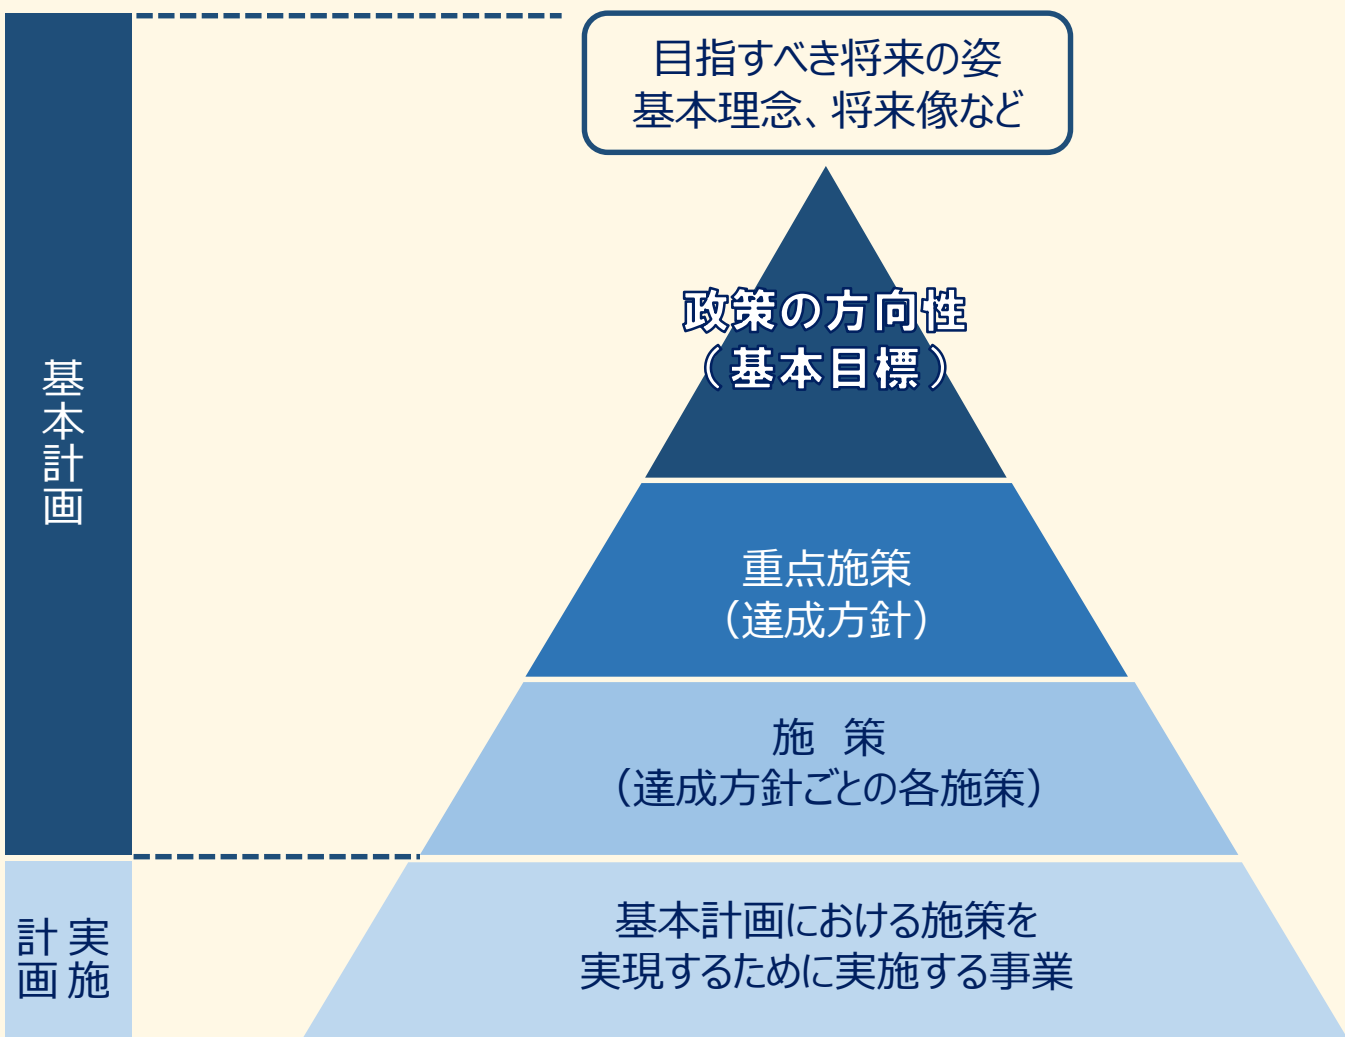 目指すべき将来の姿
基本理念、将来像など
政策の方向性
（基本目標）
基本計画
重点施策
（達成方針）
施　策
（達成方針ごとの各施策）
実施
計画
基本計画における施策を
実現するために実施する事業